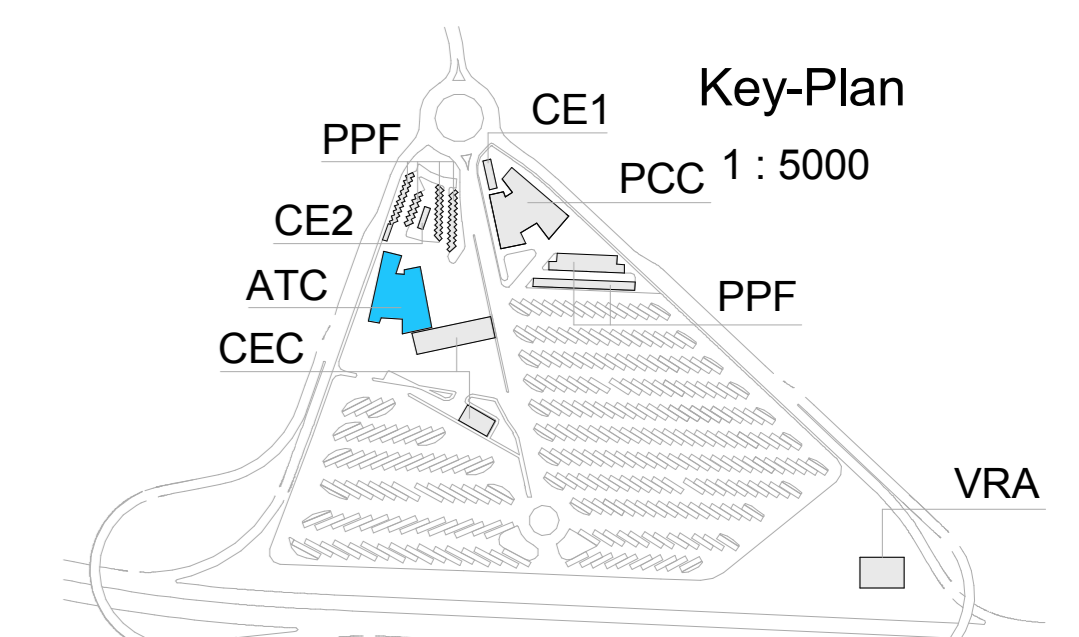 Key-Plan
1 : 5000
CE1
PPF
PCC
CE2
ATC
PPF
CEC
VRA